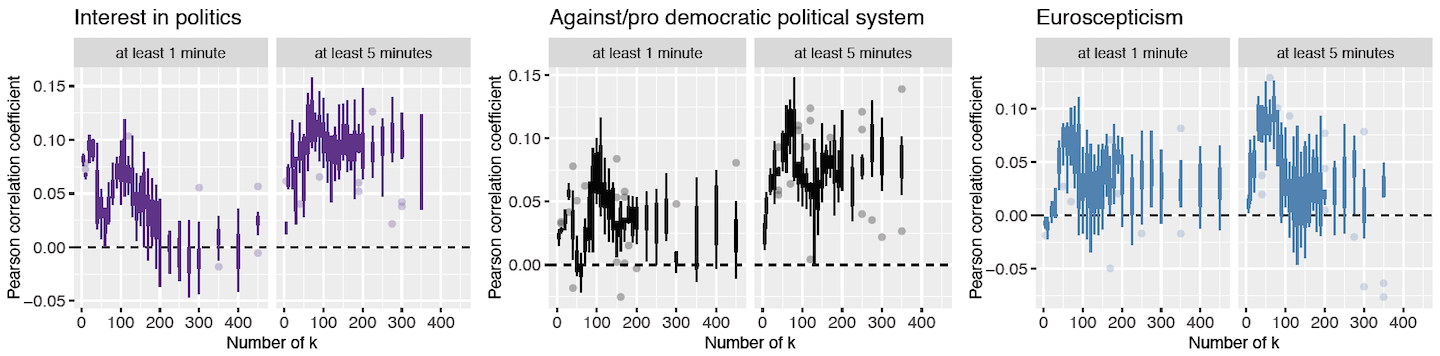 Interest in politics
at least 1 minute
at least 5 minutes
Pearson correlation coefficient
0.15
0.10
0.05
0.00
−0.05
0 100 200 300 400 0 100 200 300 400
Number of k
Against/pro democratic political system
at least 1 minute
at least 5 minutes
Pearson correlation coefficient
0.15
0.10
0.05
0.00
0 100 200 300 400 0 100 200 300 400
Number of k
Euroscepticism
at least 1 minute
at least 5 minutes
Pearson correlation coefficient
0.10
0.05
0.00
−0.05
0 100 200 300 400 0 100 200 300 400
Number of k